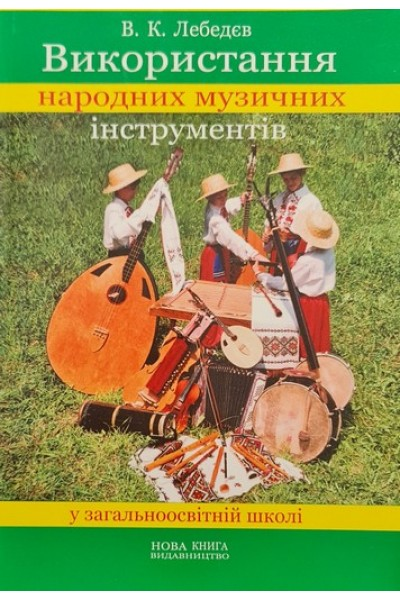 В. К. Лебедєв
Використання
народних музичних
інструментів
у загальноосвітній школі
НОВА КНИГА
ВИДАВНИЦТВО